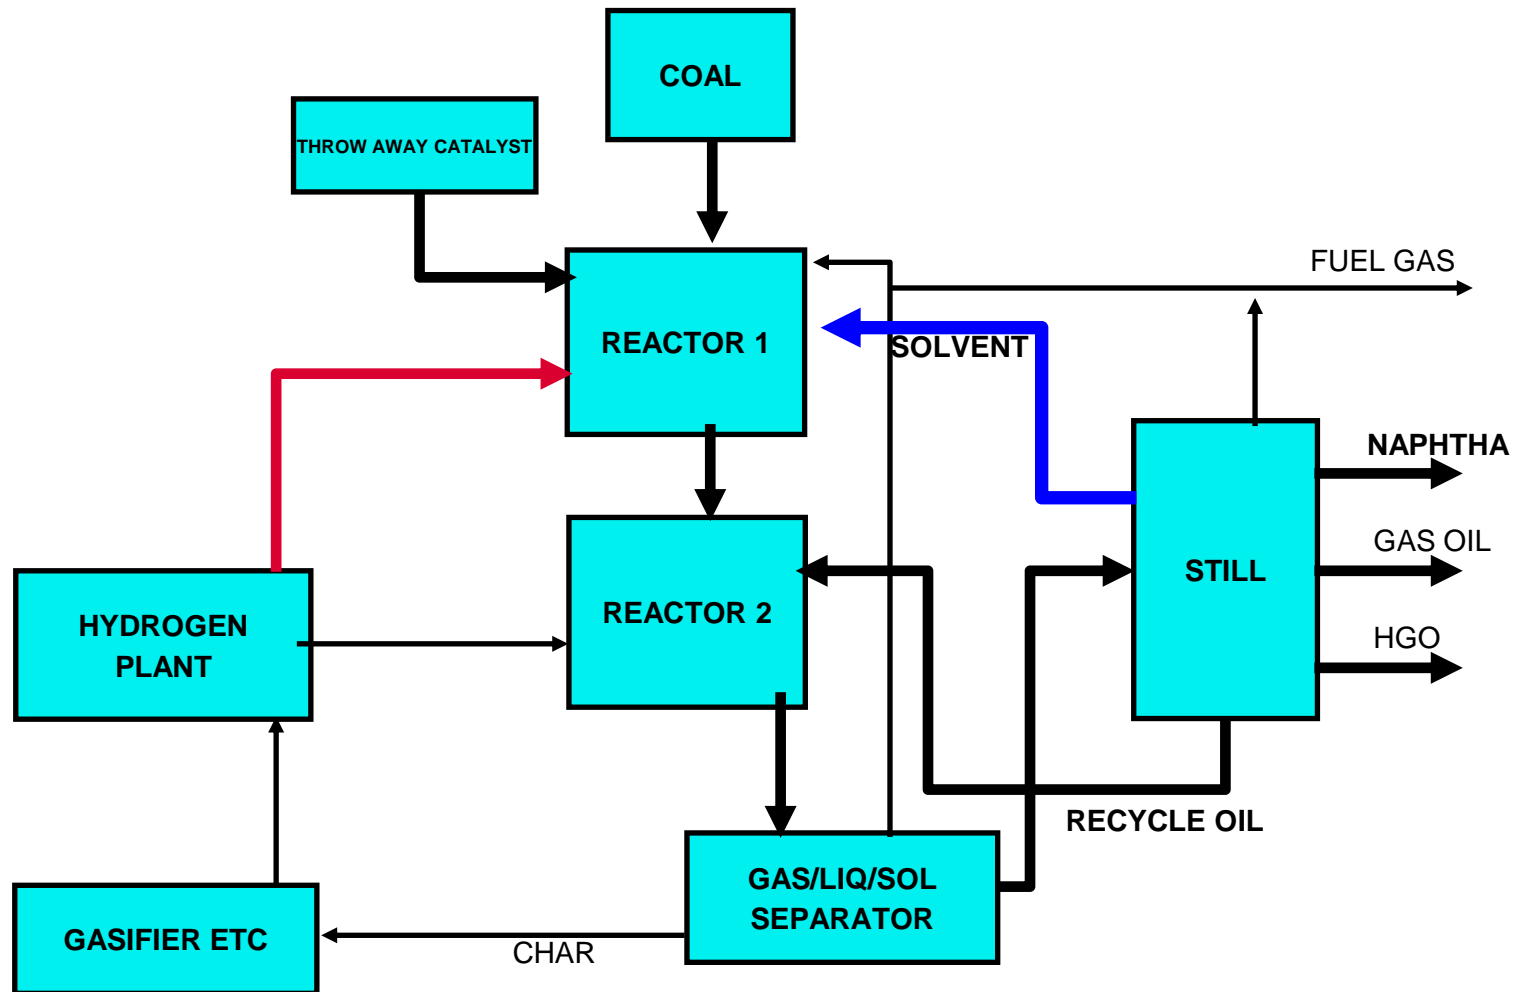 COAL
THROW AWAY CATALYST
FUEL GAS
REACTOR 1
SOLVENT
NAPHTHA
GAS OIL
STILL
HYDROGEN
PLANT
REACTOR 2
HGO
RECYCLE OIL
GAS/LIQ/SOL
SEPARATOR
GASIFIER ETC
CHAR